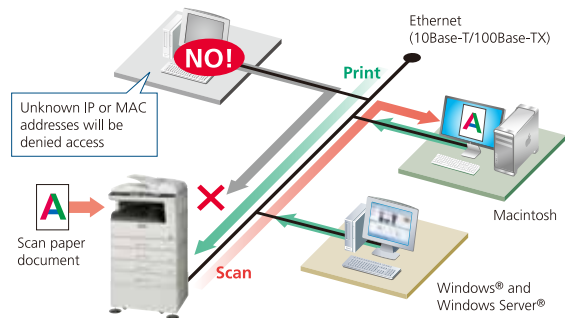 Ethernet
(10Base-T/100Base-TX)
NO!
Print
Unknown IP or MAC
addresses will be
denied access
A
Macintosh
A
Scan paper
document
Scan
Windows® and
Windows Server®